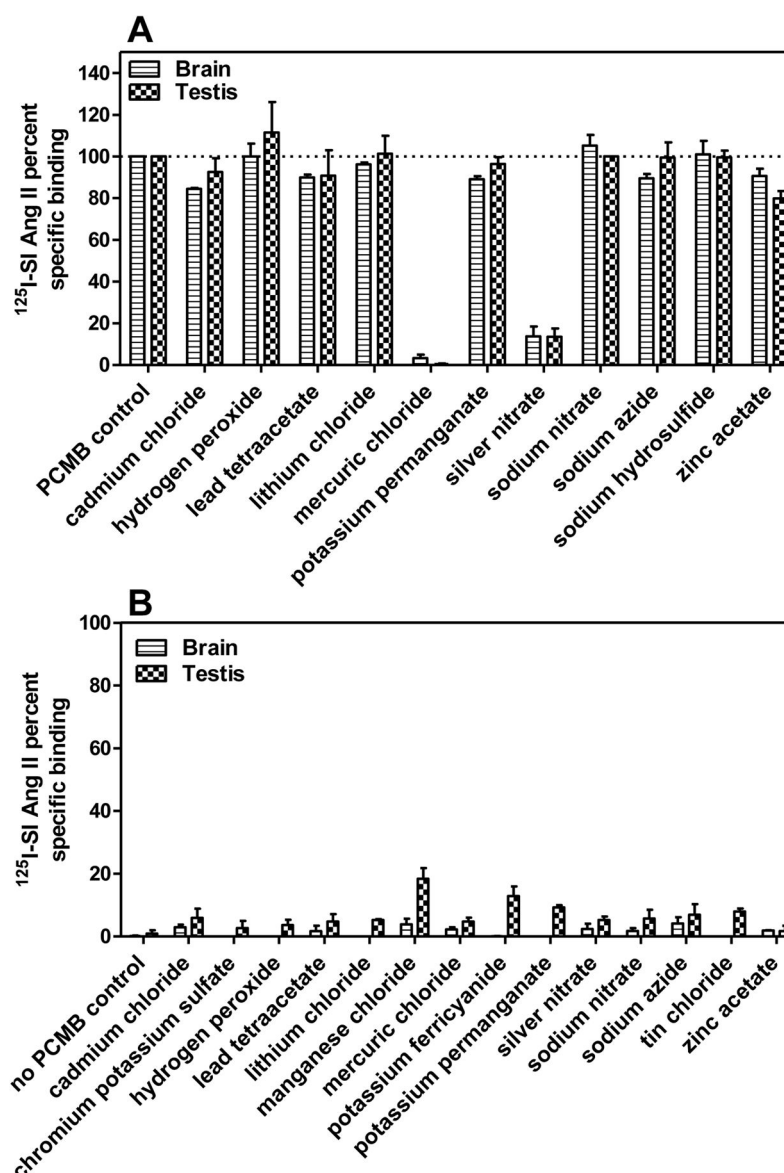 A
140
120
100
80
60
40
20
0
¹²⁵I-SI Ang II percent
specific binding
Brain
Testis
PCMB control
cadmium chloride
hydrogen peroxide
lead tetraacetate
lithium chloride
mercuric chloride
potassium permanganate
silver nitrate
sodium nitrate
sodium azide
sodium hydrosulfide
zinc acetate
B
100
80
60
40
20
0
¹²⁵I-SI Ang II percent
specific binding
Brain
Testis
no PCMB control
cadmium chloride
chromium potassium sulfate
hydrogen peroxide
lead tetraacetate
lithium chloride
manganese chloride
mercuric chloride
potassium ferricyanide
potassium permanganate
silver nitrate
sodium nitrate
sodium azide
tin chloride
zinc acetate